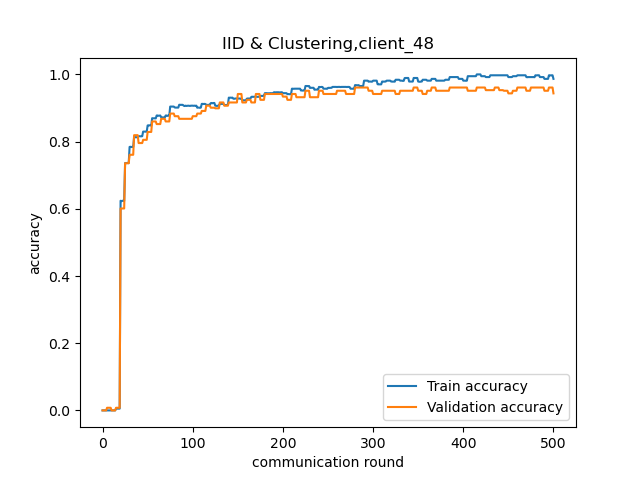 IID & Clustering,client_48
1.0
0.8
0.6
0.4
0.2
0.0
accuracy
0 100 200 300 400 500
communication round
Train accuracy
Validation accuracy